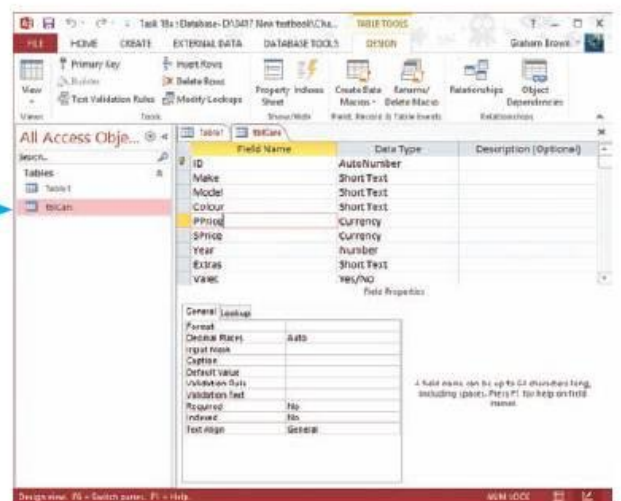 Task 18a : Database- D:\0417 New textbook\Cha... TABLE TOOLS
FILE HOME CREATE EXTERNAL DATA DATABASE TOOLS DESIGN Graham Brown
View
Primary Key
Builder
Test Validation Rules
Insert Rows
Delete Rows
Modify Lookups
Property Sheet
Indexes
Create Data Macros
Rename/ Delete Macro
Relationships
Object Dependencies
Views Tools Show/Hide Field, Record & Table Events Relationships
All Access Obje...
Search...
Tables
Table1
tblCars
Table1 tblCars
Field Name Data Type Description (Optional)
ID AutoNumber
Make Short Text
Model Short Text
Colour Short Text
PPrice Currency
SPrice Currency
Year Number
Extras Short Text
Valet Yes/No
Field Properties
General Lookup
Format
Decimal Places Auto
Input Mask
Caption
Default Value
Validation Rule
Validation Text
Required No
Indexed No
Text Align General
A field name can be up to 64 characters long, including spaces. Press F1 for help on field names.
Design view. F6 = Switch panes. F1 = Help. NUM LOCK